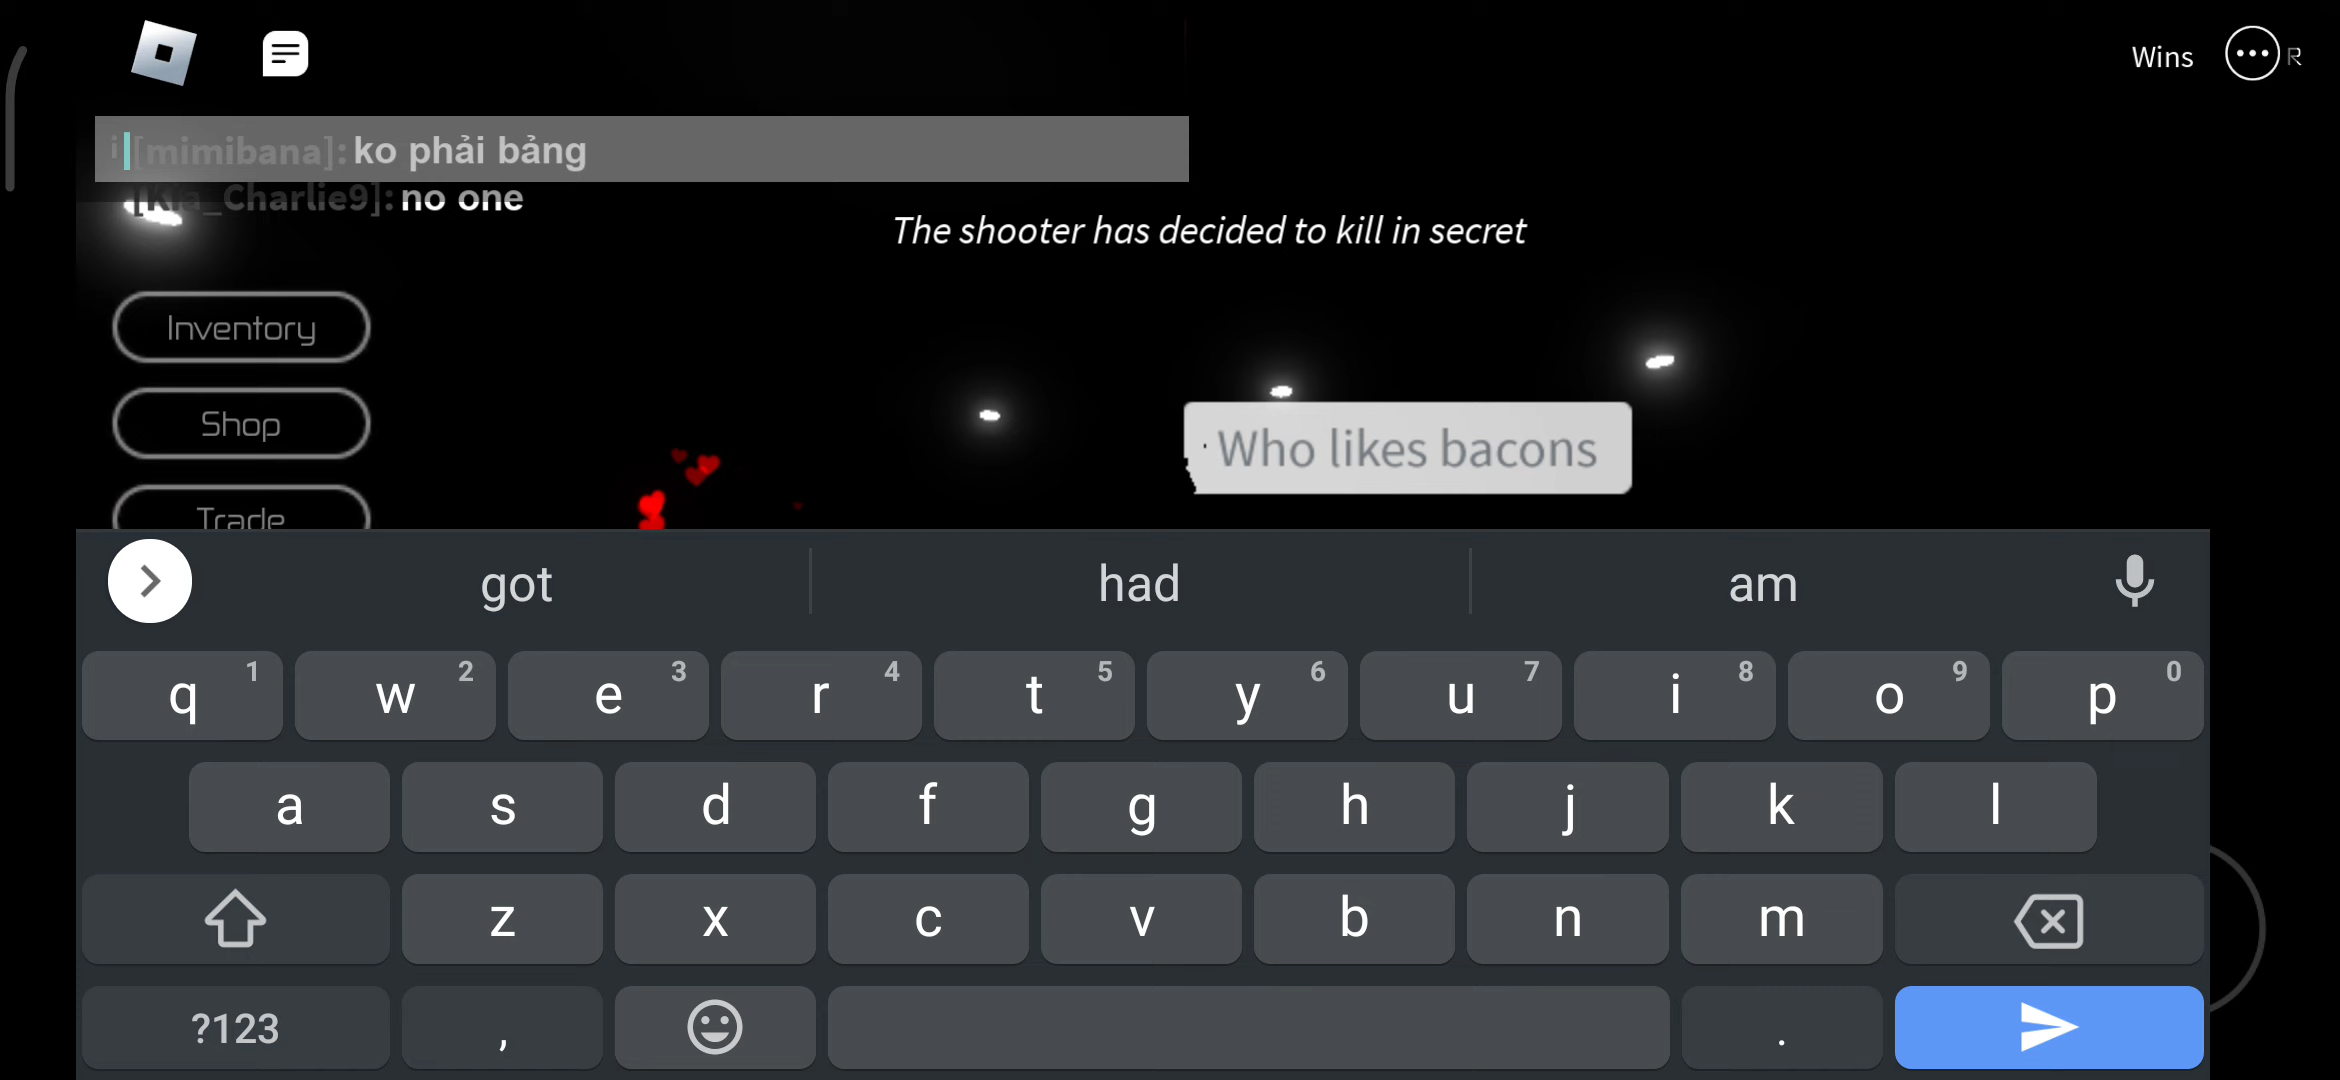 Wins
R
i[mimibana]: ko phải bảng
[Kia_Charlie9]: no one
The shooter has decided to kill in secret
Inventory
Shop
Trade
Who likes bacons
got had am
q 1 w 2 e 3 r 4 t 5 y 6 u 7 i 8 o 9 p 0
a s d f g h j k l
z x c v b n m
?123 , .